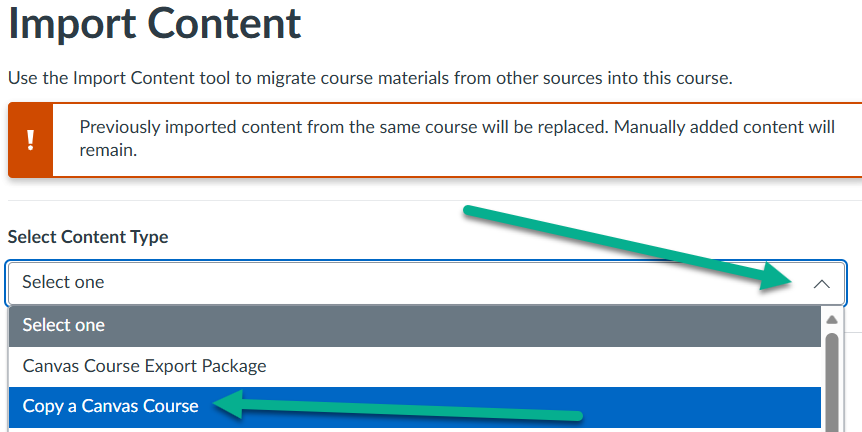 Import Content
Use the Import Content tool to migrate course materials from other sources into this course.
!
Previously imported content from the same course will be replaced. Manually added content will
remain.
Select Content Type
Select one
Select one
Canvas Course Export Package
Copy a Canvas Course